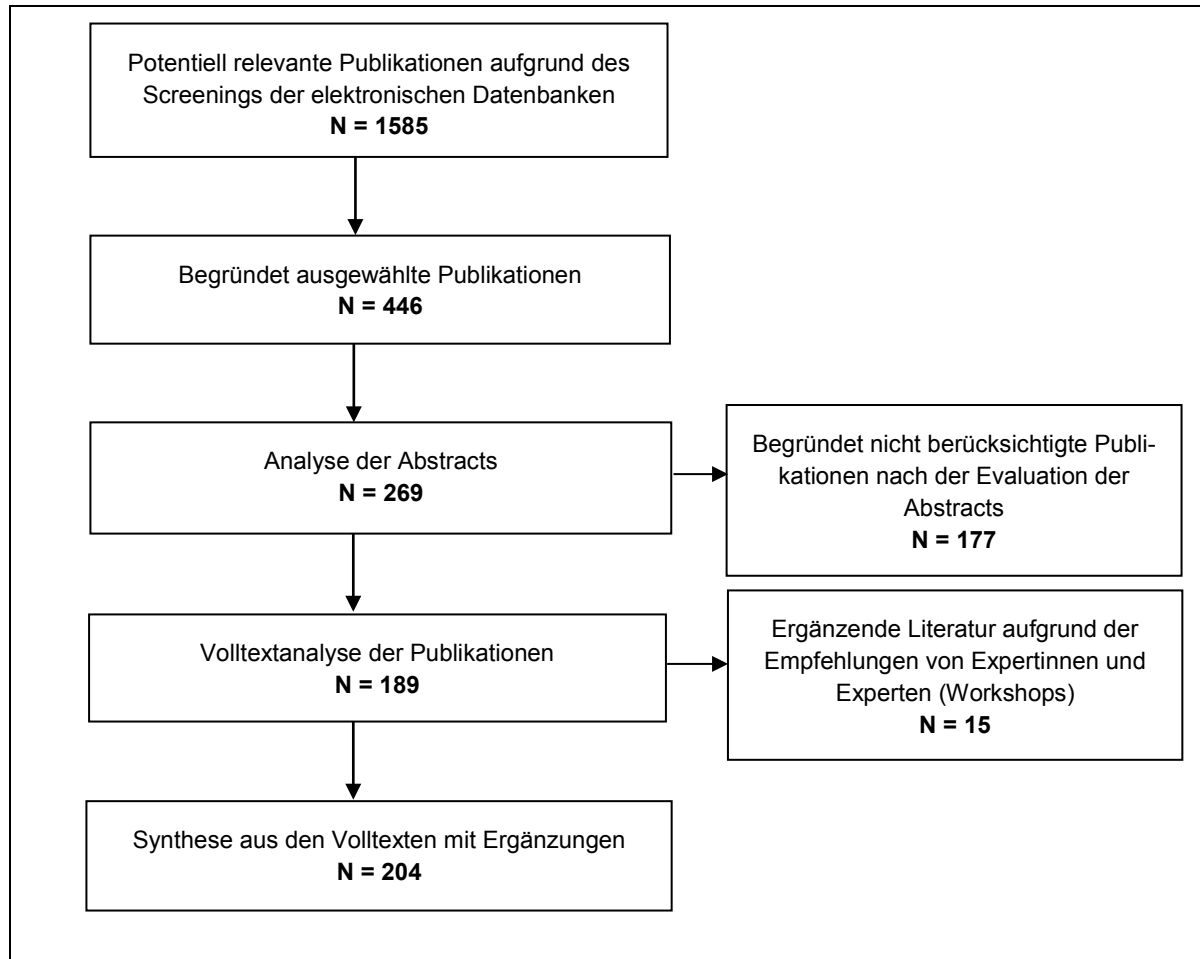 Potentiell relevante Publikationen aufgrund des
Screenings der elektronischen Datenbanken
N = 1585
Begründet ausgewählte Publikationen
N = 446
Analyse der Abstracts
N = 269
Begründet nicht berücksichtigte Publi-
kationen nach der Evaluation der
Abstracts
N = 177
Volltextanalyse der Publikationen
N = 189
Ergänzende Literatur aufgrund der
Empfehlungen von Expertinnen und
Experten (Workshops)
N = 15
Synthese aus den Volltexten mit Ergänzungen
N = 204